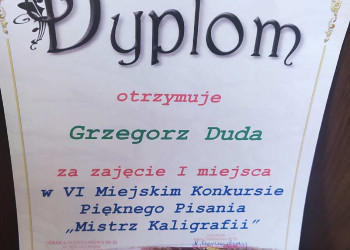 Dyplom
otrzymuje
Grzegorz Duda
za zajęcie I miejsca
w VI Miejskim Konkursie
Pięknego Pisania
„Mistrz Kaligrafii”